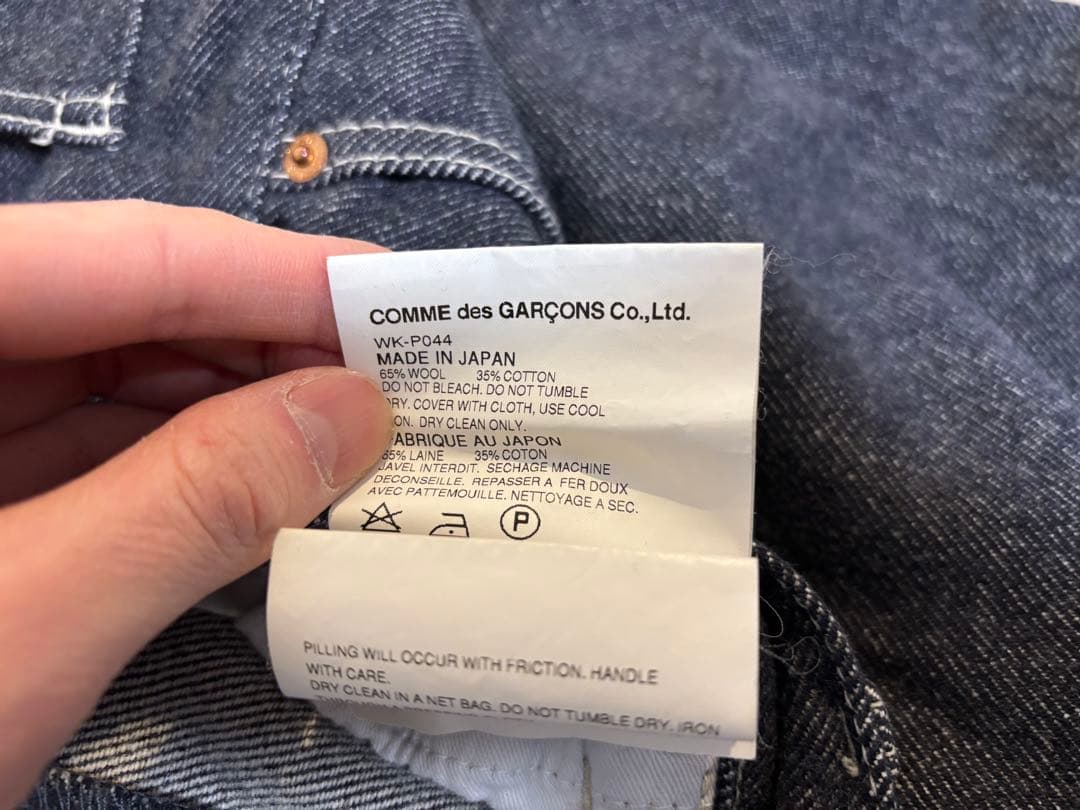 COMME des GARÇONS Co.,Ltd.
WK-P044
MADE IN JAPAN
65% WOOL 35% COTTON
DO NOT BLEACH. DO NOT TUMBLE
DRY. COVER WITH CLOTH, USE COOL
ON. DRY CLEAN ONLY.
FABRIQUE AU JAPON
65% LAINE 35% COTON
JAVEL INTERDIT. SECHAGE MACHINE
DECONSEILLE. REPASSER A FER DOUX
AVEC PATTEMOUILLE. NETTOYAGE A SEC.
P
PILLING WILL OCCUR WITH FRICTION. HANDLE
WITH CARE.
DRY CLEAN IN A NET BAG. DO NOT TUMBLE DRY. IRON